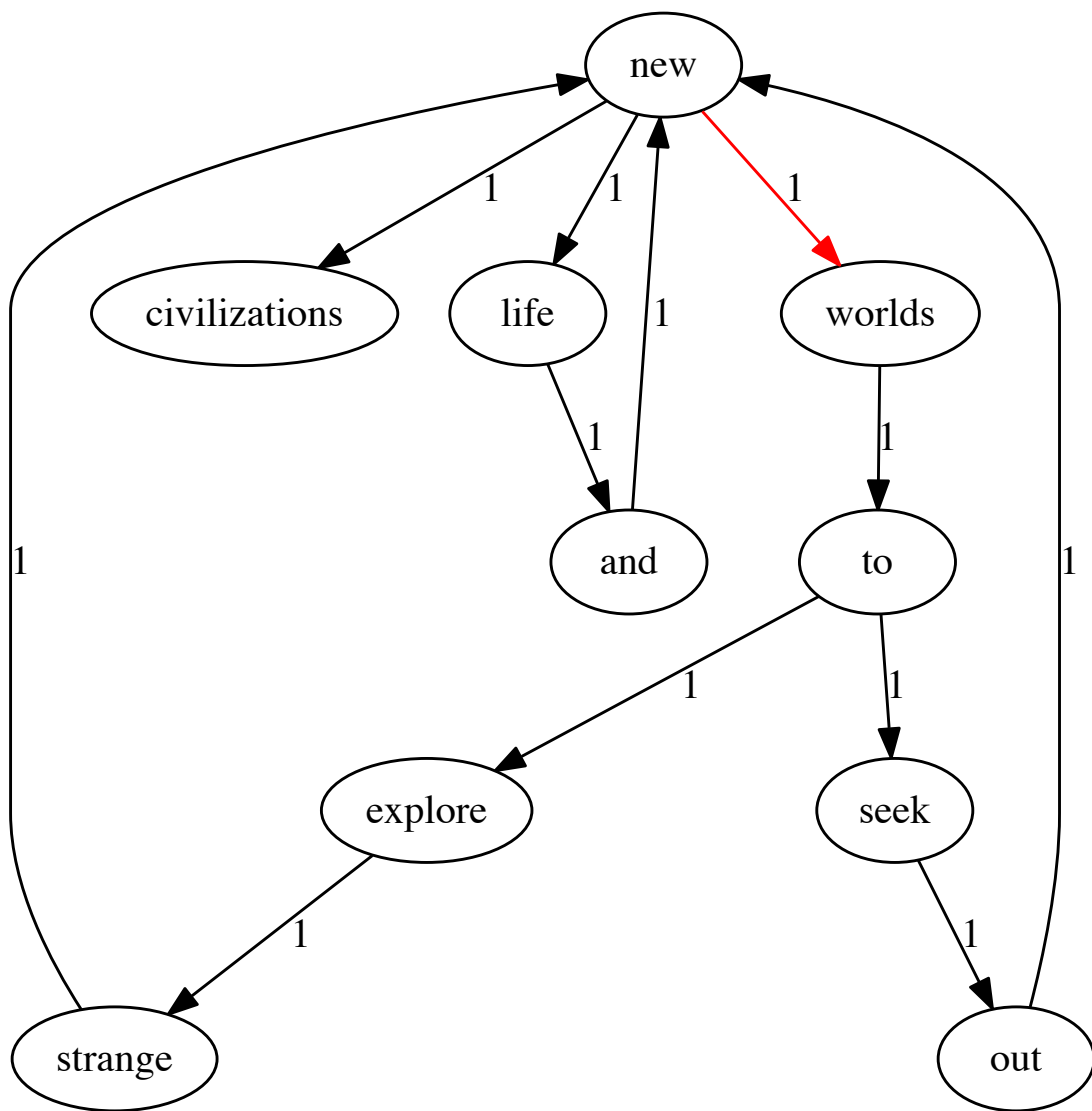 new
1 1 1
civilizations life worlds
1
1 1
1 and to 1
1 1
explore seek
1 1
strange out